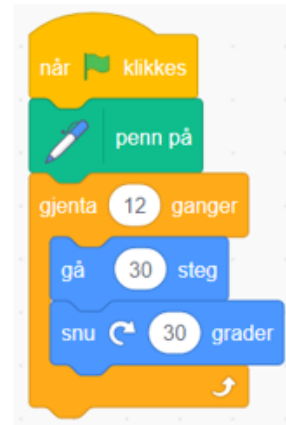 når klikkes
penn på
gjenta 12 ganger
gå 30 steg
snu 30 grader